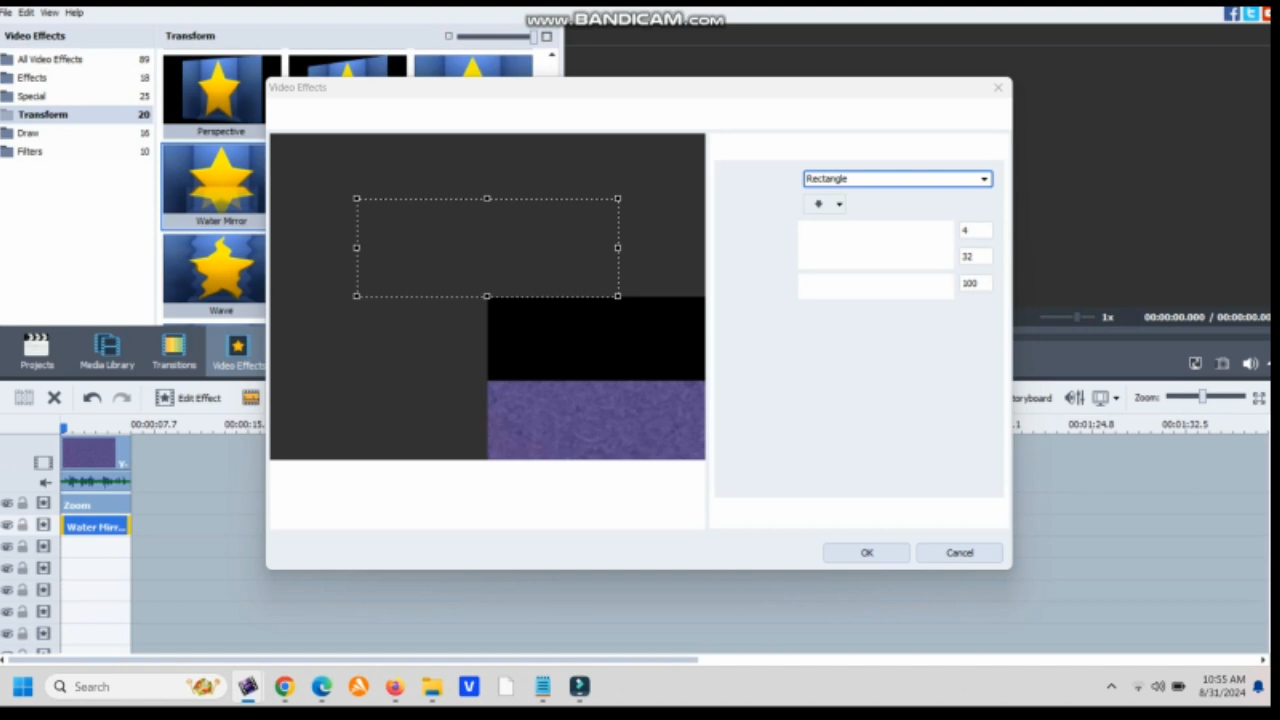 www.BANDICAM.com
File Edit View Help
Video Effects
Transform
All Video Effects 89
Effects 18
Special 25
Transform 20
Draw 16
Filters 10
Perspective
Water Mirror
Wave
Video Effects
Rectangle
4
32
100
OK
Cancel
1x
00:00:00.000 / 00:00:00.00
Projects
Media Library
Transitions
Video Effects
Edit Effect
toryboard
Zoom:
00:00:07.7
00:00:15.
.1
00:01:24.8
00:01:32.5
Zoom
Water Mirr...
Search
V
10:55 AM
8/31/2024